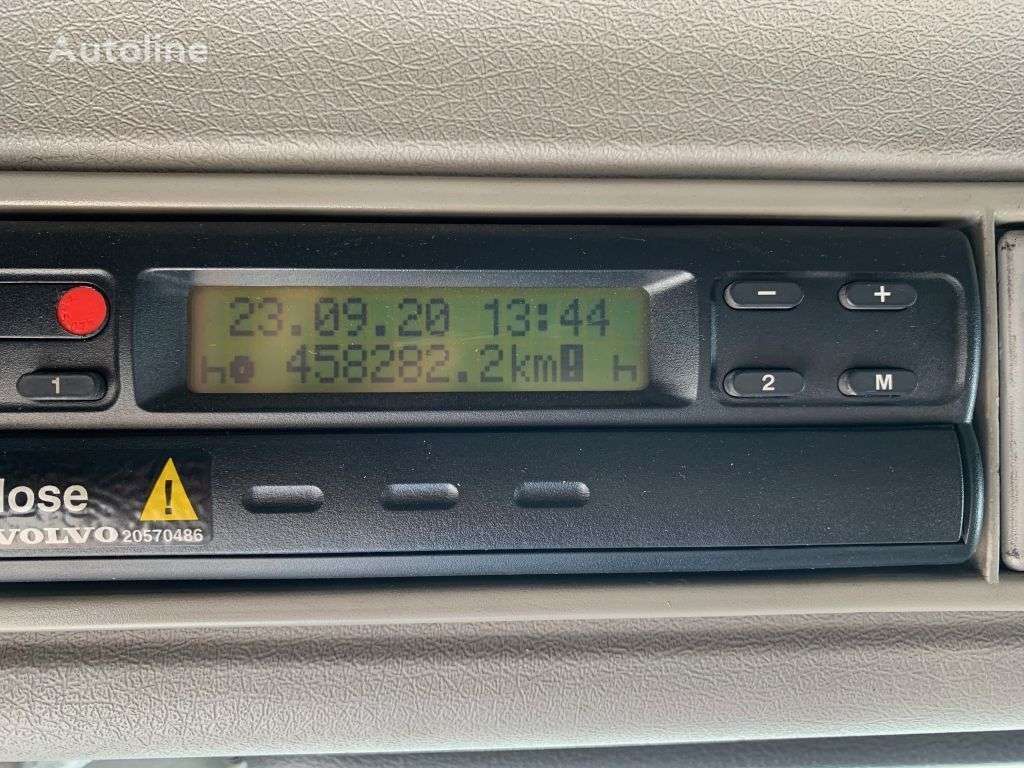 Autoline
23.09.20 13:44
458282.2km!
1
-
+
2
M
lose
VOLVO 20570486